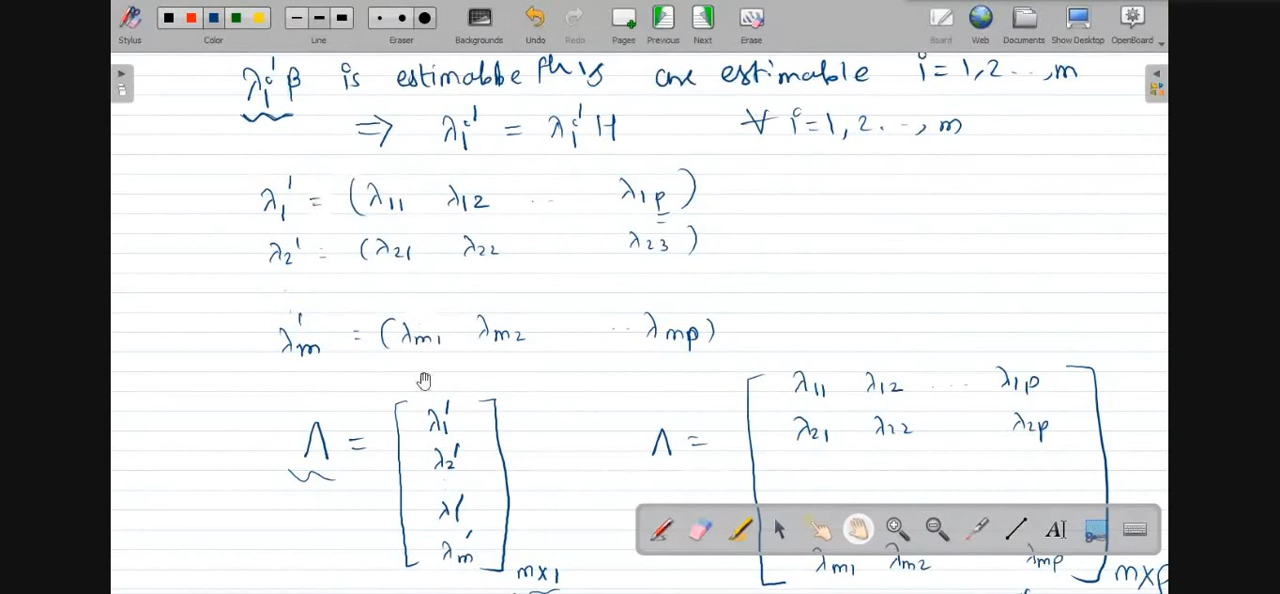 Stylus Color Line Eraser Backgrounds Undo Redo Pages Previous Next Erase Board Web Documents Show Desktop OpenBoard
λi'β is estimable this are estimable i = 1, 2 ..., m
⇒ λi' = λi' H ∀ i = 1, 2 ..., m
λ1' = (λ11 λ12 .. λ1p)
λ2' = (λ21 λ22 λ23)
λm' = (λm1 λm2 .. λmp)
Λ = [ λ1' λ2' λ' λm' ] m×1
Λ = [ λ11 λ12 ... λ1p
λ21 λ22 λ2p
λm1 λm2 λmp ] m×p